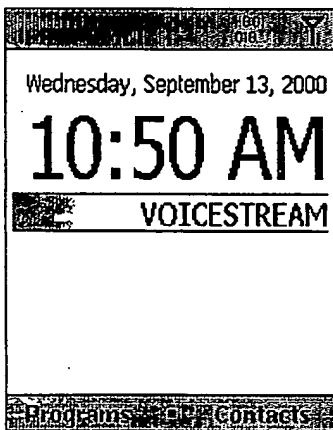 Wednesday, September 13, 2000
10:50 AM
VOICESTREAM
Programs Contacts